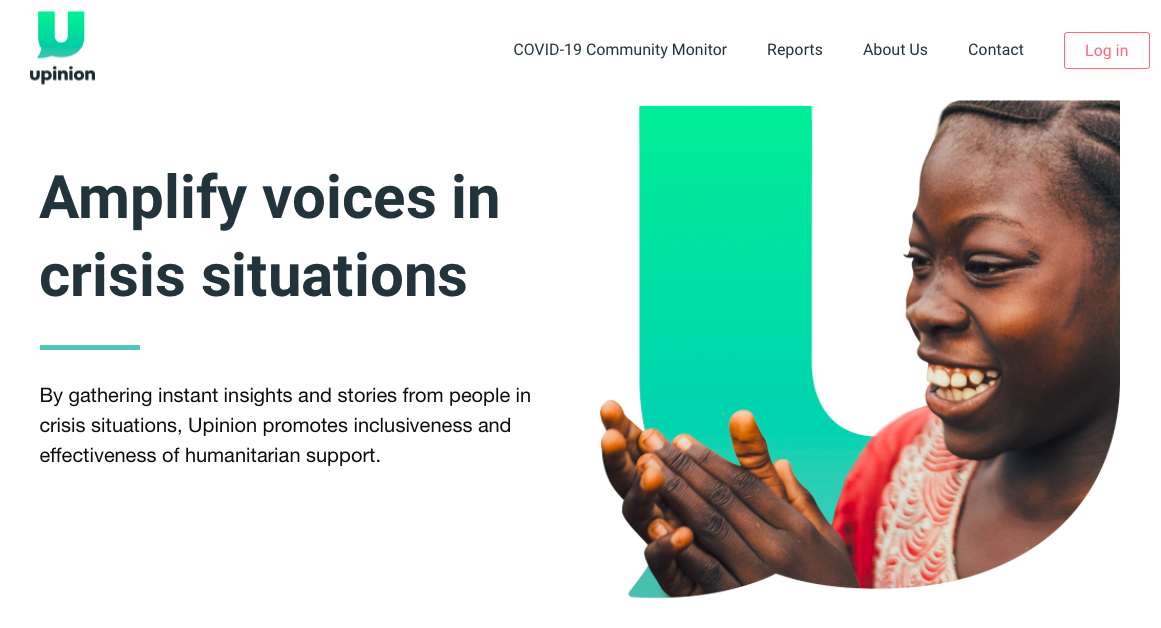 upinion
COVID-19 Community Monitor
Reports
About Us
Contact
Log in
Amplify voices in
crisis situations
By gathering instant insights and stories from people in
crisis situations, Upinion promotes inclusiveness and
effectiveness of humanitarian support.